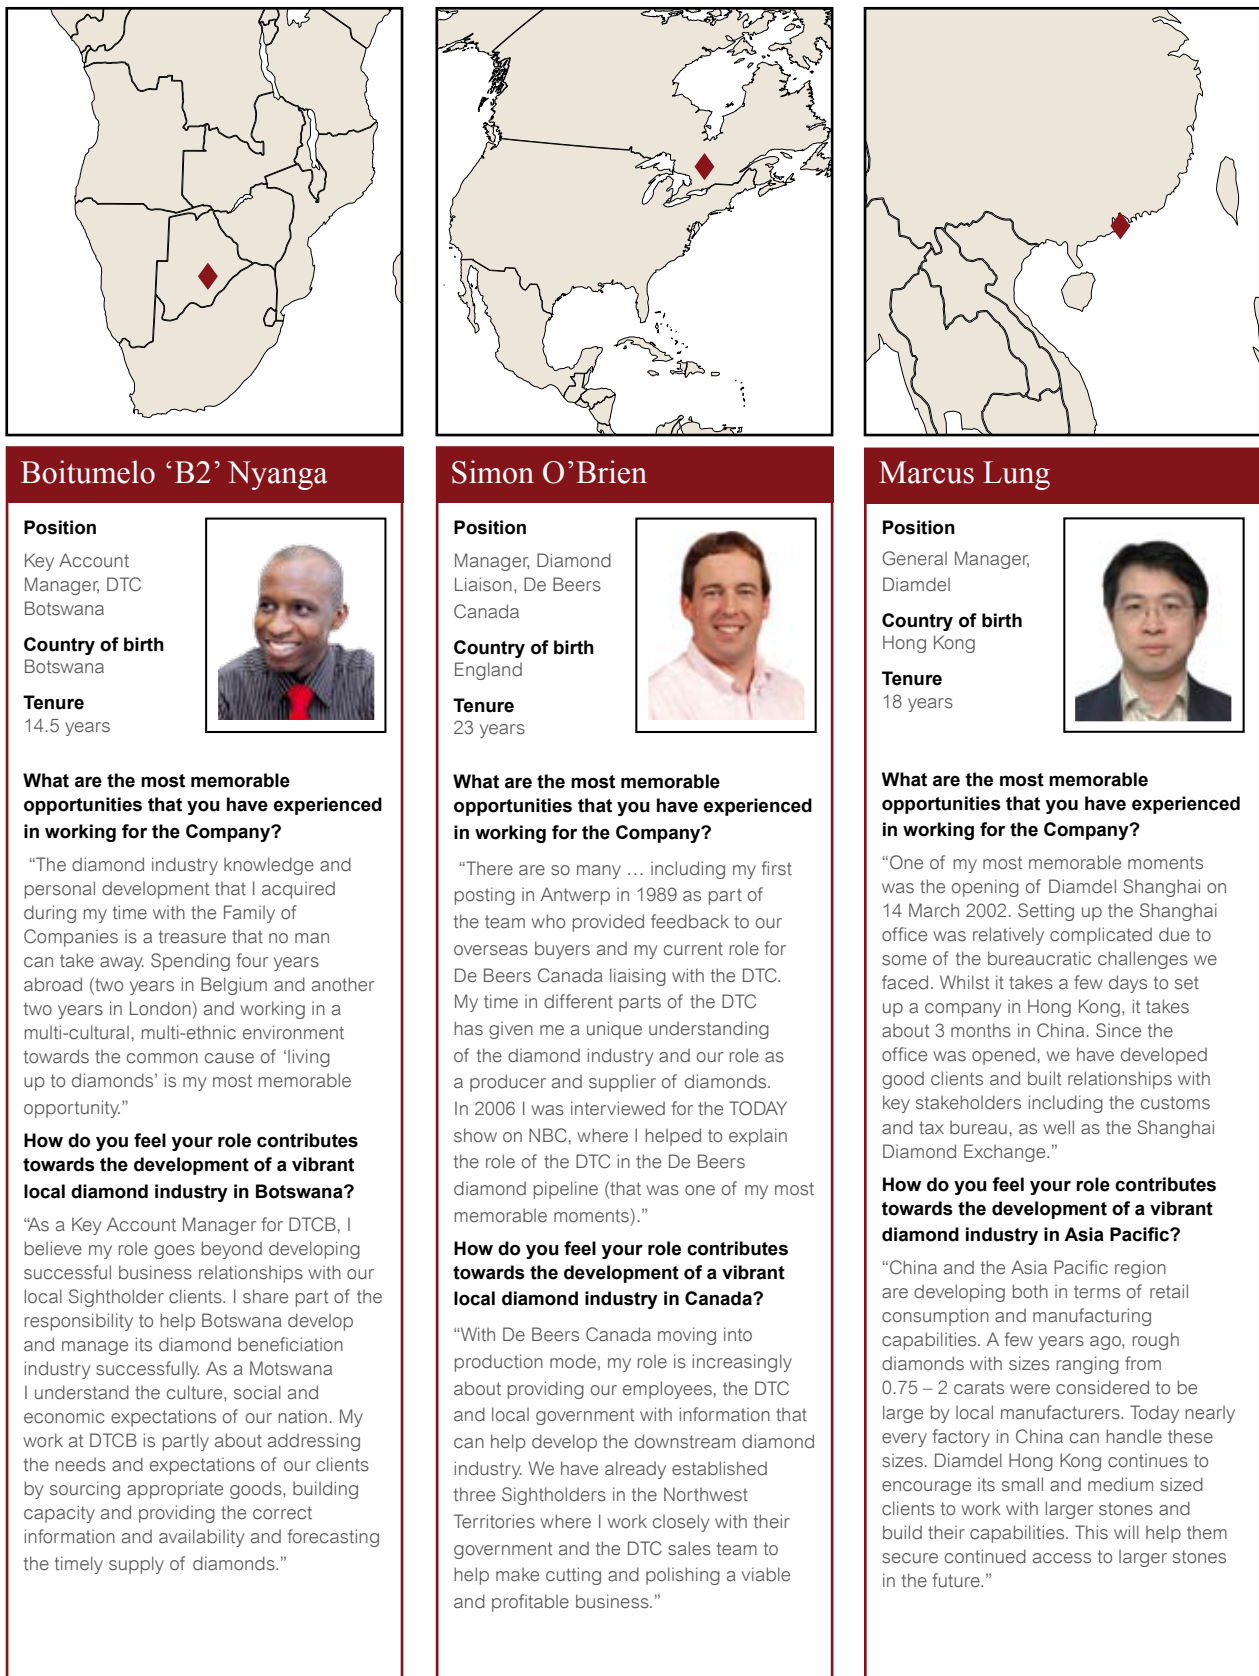 Boitumelo ‘B2’ Nyanga
Position
Key Account
Manager, DTC
Botswana
Country of birth
Botswana
Tenure
14.5 years
What are the most memorable
opportunities that you have experienced
in working for the Company?
“The diamond industry knowledge and
personal development that I acquired
during my time with the Family of
Companies is a treasure that no man
can take away. Spending four years
abroad (two years in Belgium and another
two years in London) and working in a
multi-cultural, multi-ethnic environment
towards the common cause of ‘living
up to diamonds’ is my most memorable
opportunity.”
How do you feel your role contributes
towards the development of a vibrant
local diamond industry in Botswana?
“As a Key Account Manager for DTCB, I
believe my role goes beyond developing
successful business relationships with our
local Sightholder clients. I share part of the
responsibility to help Botswana develop
and manage its diamond beneficiation
industry successfully. As a Motswana
I understand the culture, social and
economic expectations of our nation. My
work at DTCB is partly about addressing
the needs and expectations of our clients
by sourcing appropriate goods, building
capacity and providing the correct
information and availability and forecasting
the timely supply of diamonds.”
Simon O’Brien
Position
Manager, Diamond
Liaison, De Beers
Canada
Country of birth
England
Tenure
23 years
What are the most memorable
opportunities that you have experienced
in working for the Company?
“There are so many … including my first
posting in Antwerp in 1989 as part of
the team who provided feedback to our
overseas buyers and my current role for
De Beers Canada liaising with the DTC.
My time in different parts of the DTC
has given me a unique understanding
of the diamond industry and our role as
a producer and supplier of diamonds.
In 2006 I was interviewed for the TODAY
show on NBC, where I helped to explain
the role of the DTC in the De Beers
diamond pipeline (that was one of my most
memorable moments).”
How do you feel your role contributes
towards the development of a vibrant
local diamond industry in Canada?
“With De Beers Canada moving into
production mode, my role is increasingly
about providing our employees, the DTC
and local government with information that
can help develop the downstream diamond
industry. We have already established
three Sightholders in the Northwest
Territories where I work closely with their
government and the DTC sales team to
help make cutting and polishing a viable
and profitable business.”
Marcus Lung
Position
General Manager,
Diamdel
Country of birth
Hong Kong
Tenure
18 years
What are the most memorable
opportunities that you have experienced
in working for the Company?
“One of my most memorable moments
was the opening of Diamdel Shanghai on
14 March 2002. Setting up the Shanghai
office was relatively complicated due to
some of the bureaucratic challenges we
faced. Whilst it takes a few days to set
up a company in Hong Kong, it takes
about 3 months in China. Since the
office was opened, we have developed
good clients and built relationships with
key stakeholders including the customs
and tax bureau, as well as the Shanghai
Diamond Exchange.”
How do you feel your role contributes
towards the development of a vibrant
diamond industry in Asia Pacific?
“China and the Asia Pacific region
are developing both in terms of retail
consumption and manufacturing
capabilities. A few years ago, rough
diamonds with sizes ranging from
0.75 – 2 carats were considered to be
large by local manufacturers. Today nearly
every factory in China can handle these
sizes. Diamdel Hong Kong continues to
encourage its small and medium sized
clients to work with larger stones and
build their capabilities. This will help them
secure continued access to larger stones
in the future.”